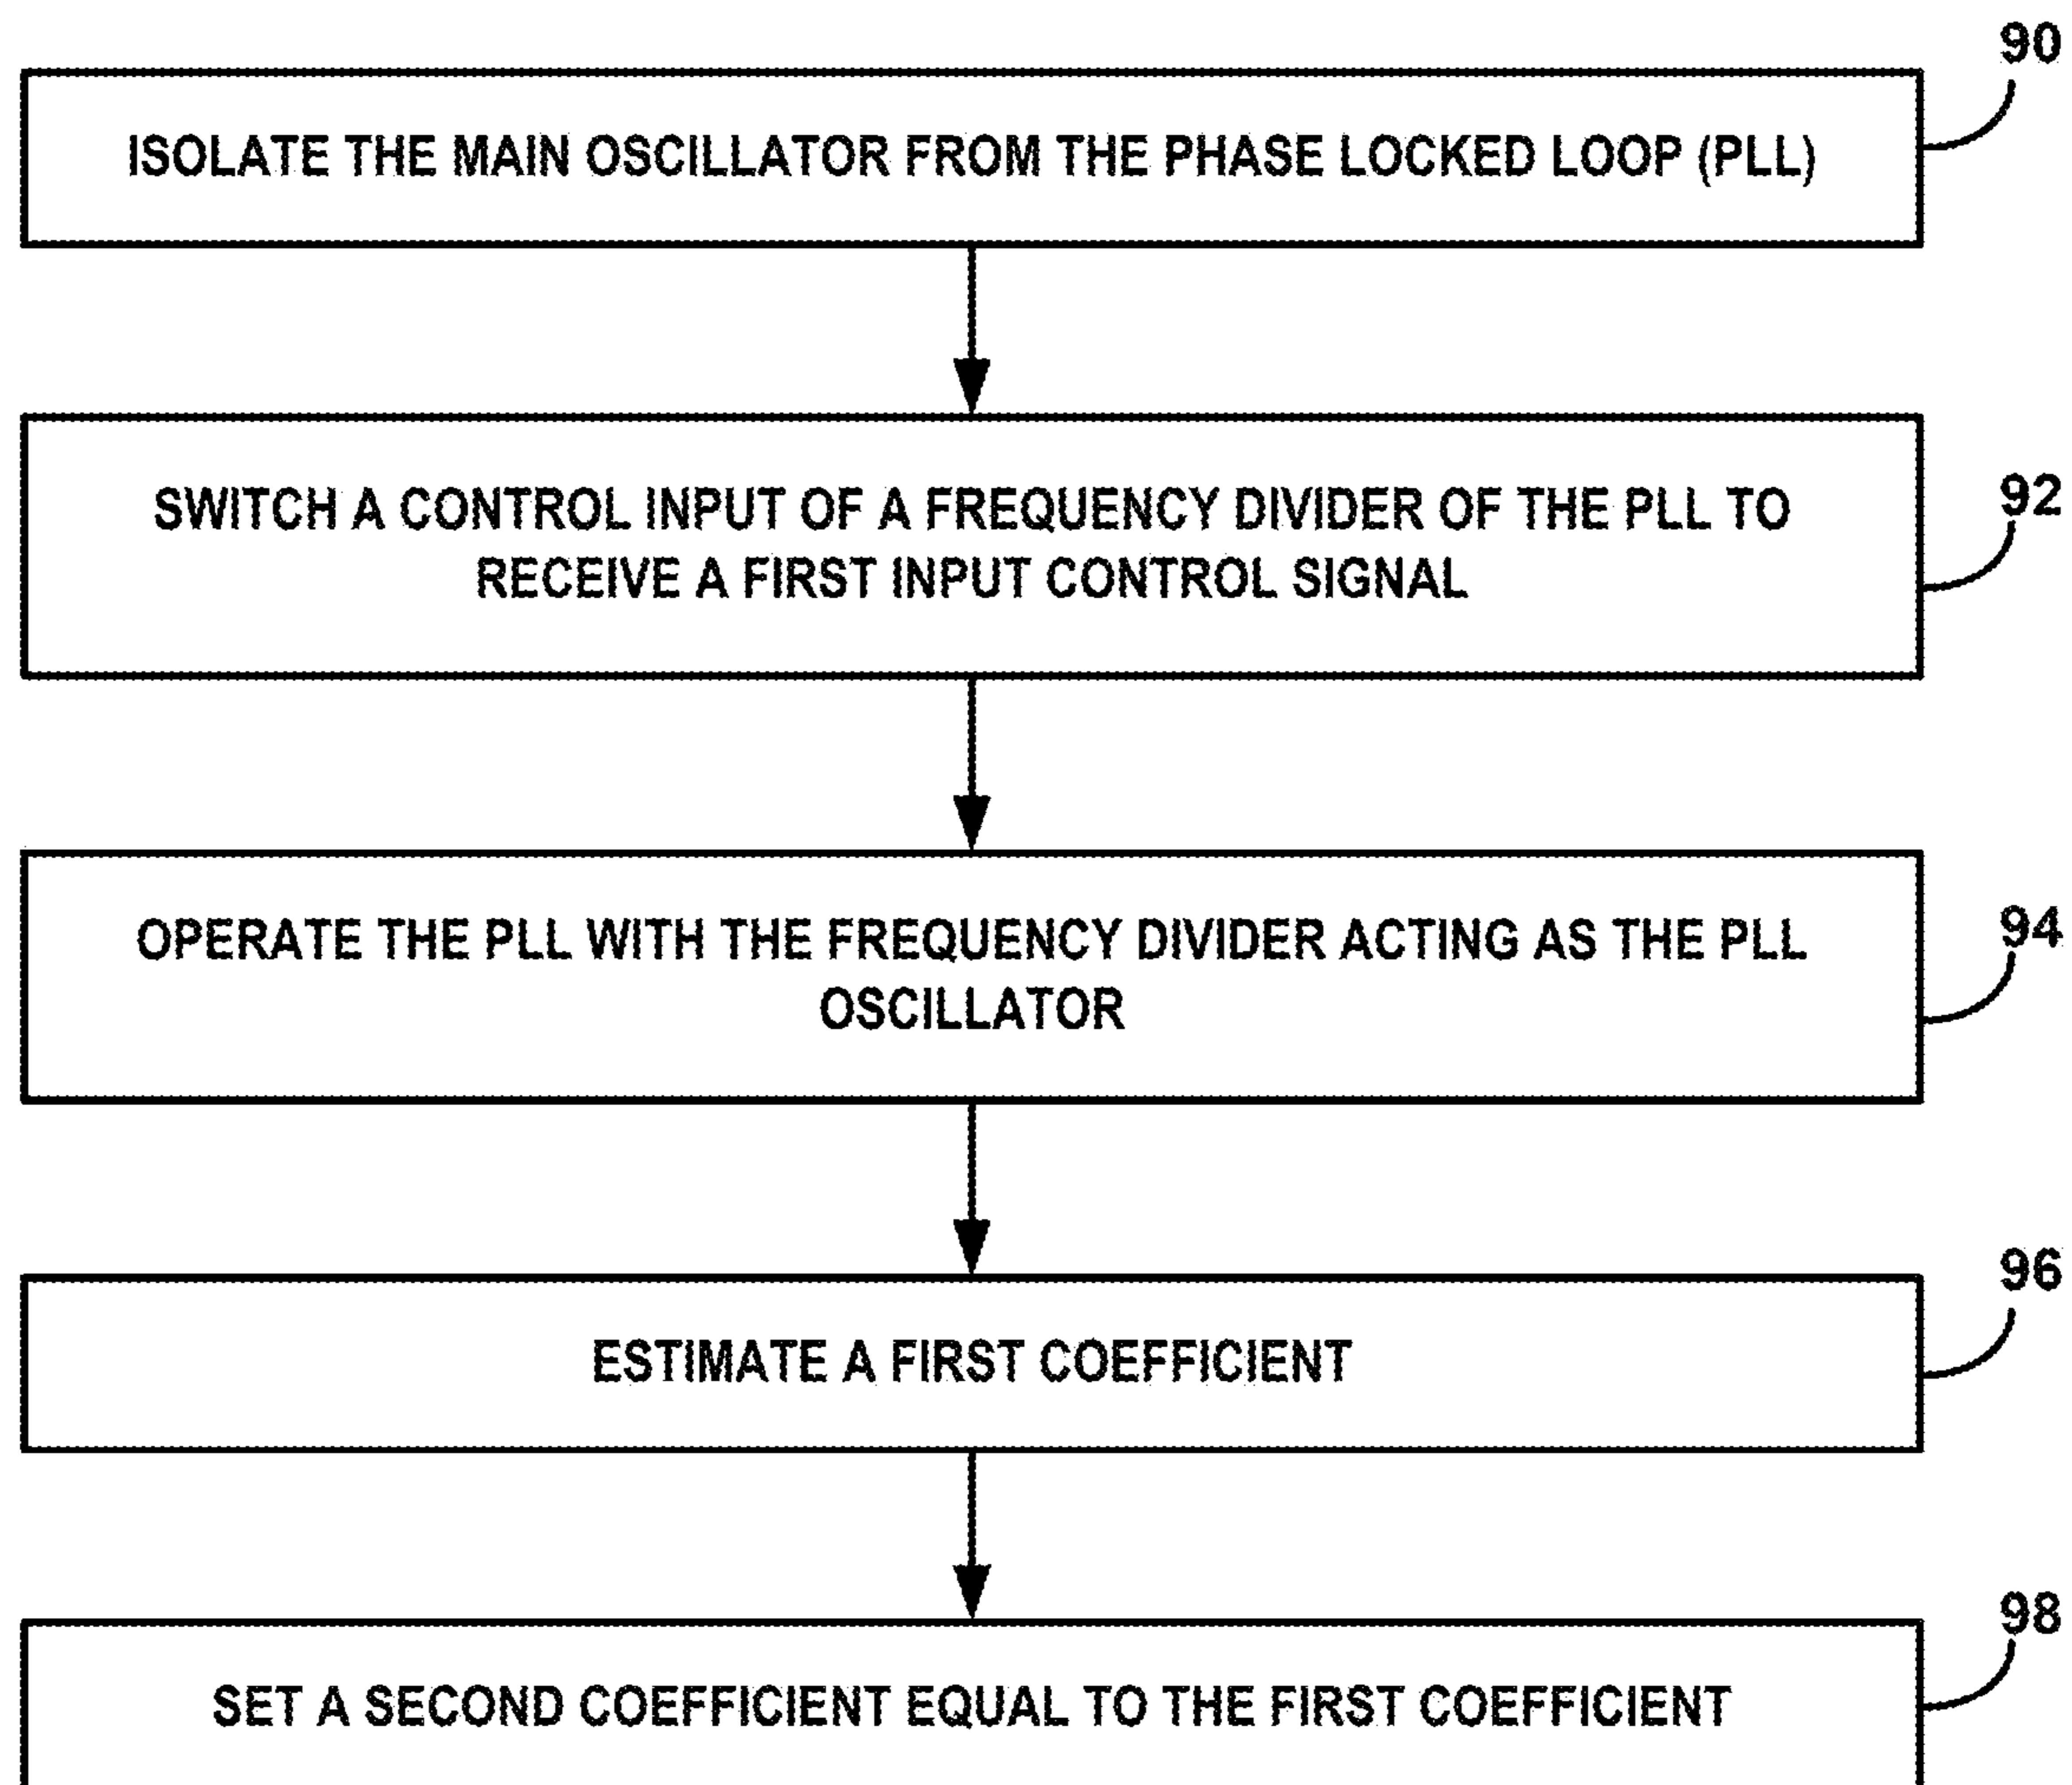 90
ISOLATE THE MAIN OSCILLATOR FROM THE PHASE LOCKED LOOP (PLL)
92
SWITCH A CONTROL INPUT OF A FREQUENCY DIVIDER OF THE PLL TO
RECEIVE A FIRST INPUT CONTROL SIGNAL
94
OPERATE THE PLL WITH THE FREQUENCY DIVIDER ACTING AS THE PLL
OSCILLATOR
96
ESTIMATE A FIRST COEFFICIENT
98
SET A SECOND COEFFICIENT EQUAL TO THE FIRST COEFFICIENT